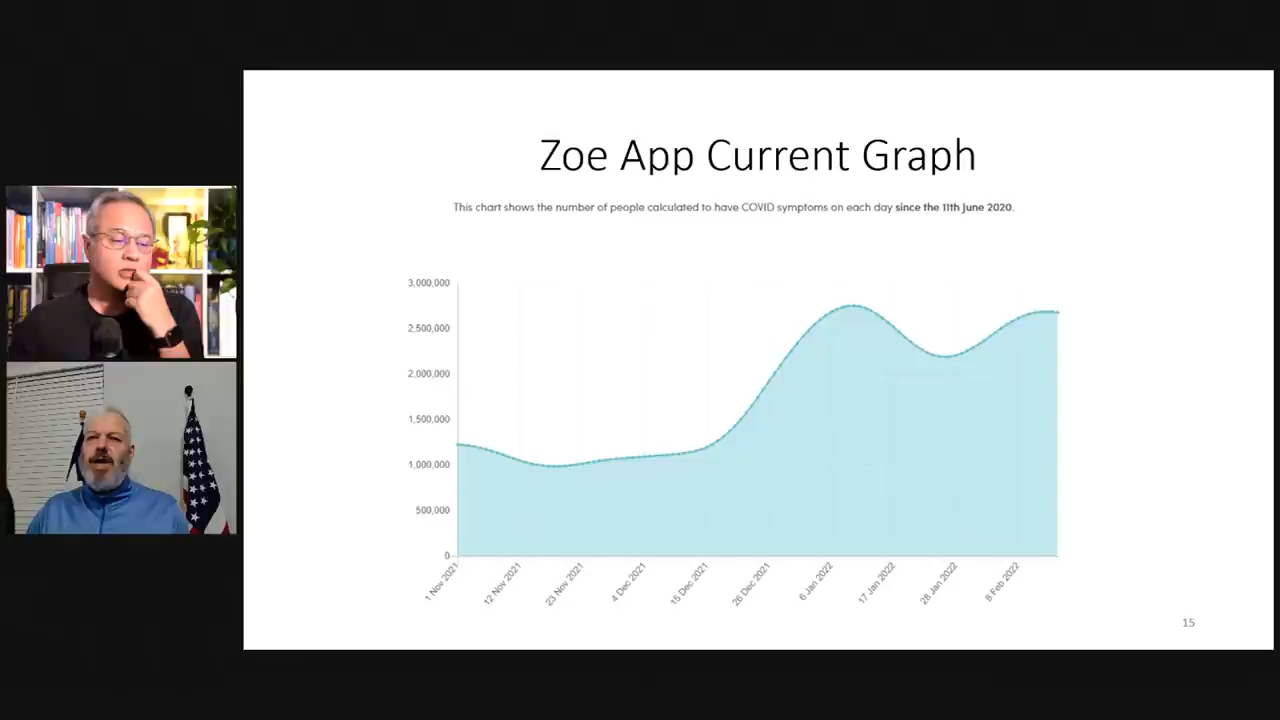 Zoe App Current Graph
This chart shows the number of people calculated to have COVID symptoms on each day since the 11th June 2020.
3,000,000
2,500,000
2,000,000
1,500,000
1,000,000
500,000
0
1 Nov 2021
12 Nov 2021
23 Nov 2021
4 Dec 2021
15 Dec 2021
26 Dec 2021
6 Jan 2022
17 Jan 2022
28 Jan 2022
8 Feb 2022
15